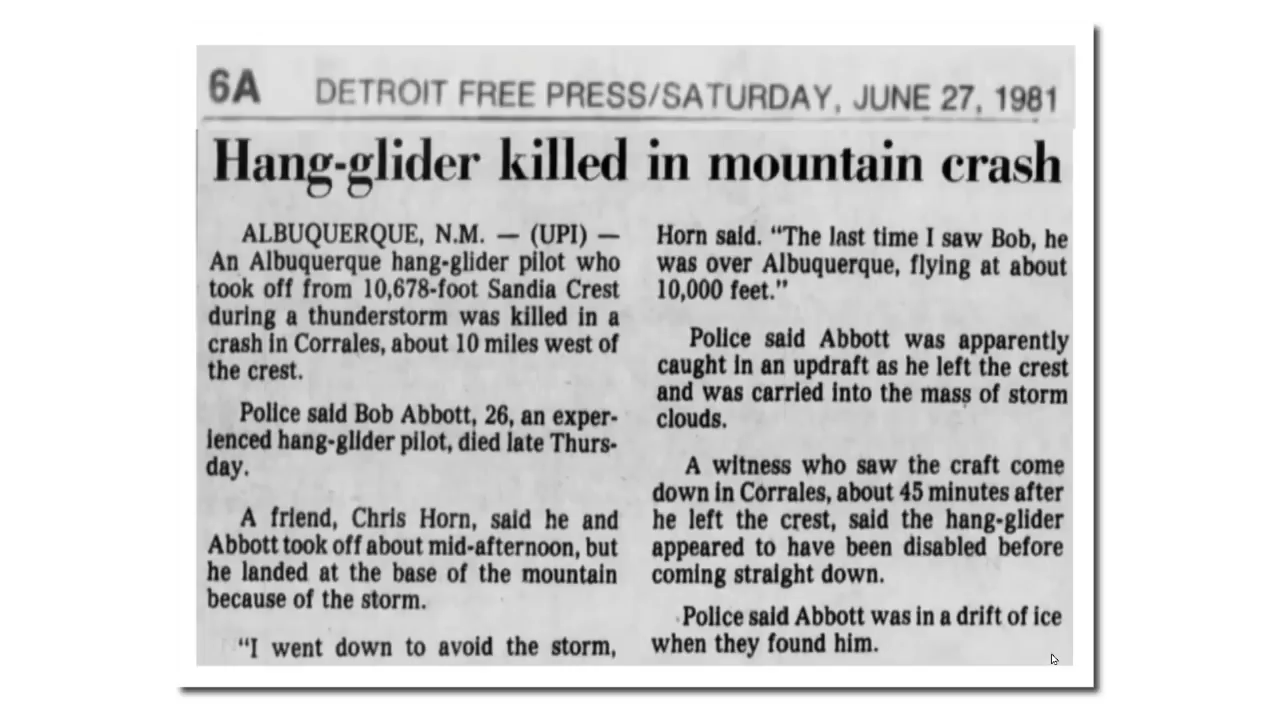 6A DETROIT FREE PRESS/SATURDAY, JUNE 27, 1981
Hang-glider killed in mountain crash
ALBUQUERQUE, N.M. — (UPI) —
An Albuquerque hang-glider pilot who
took off from 10,678-foot Sandia Crest
during a thunderstorm was killed in a
crash in Corrales, about 10 miles west of
the crest.
Police said Bob Abbott, 26, an exper-
ienced hang-glider pilot, died late Thurs-
day.
A friend, Chris Horn, said he and
Abbott took off about mid-afternoon, but
he landed at the base of the mountain
because of the storm.
“I went down to avoid the storm,
Horn said. “The last time I saw Bob, he
was over Albuquerque, flying at about
10,000 feet.”
Police said Abbott was apparently
caught in an updraft as he left the crest
and was carried into the mass of storm
clouds.
A witness who saw the craft come
down in Corrales, about 45 minutes after
he left the crest, said the hang-glider
appeared to have been disabled before
coming straight down.
Police said Abbott was in a drift of ice
when they found him.